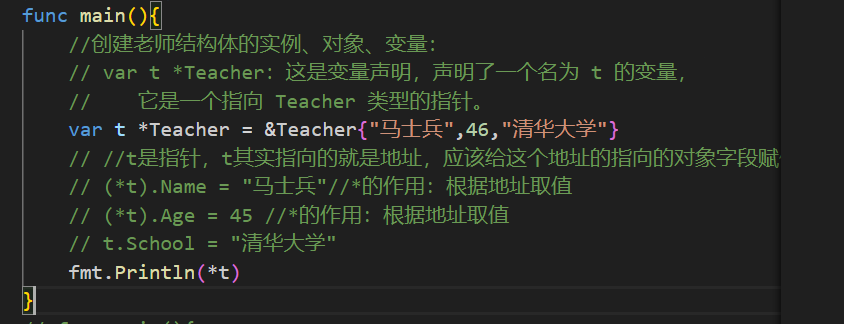 func main(){
//创建老师结构体的实例、对象、变量：
// var t *Teacher：这是变量声明，声明了一个名为 t 的变量，
//    它是一个指向 Teacher 类型的指针。
var t *Teacher = &Teacher{"马士兵",46,"清华大学"}
// //t是指针，t其实指向的就是地址，应该给这个地址的指向的对象字段赋
// (*t).Name = "马士兵"//*的作用：根据地址取值
// (*t).Age = 45 //*的作用：根据地址取值
// t.School = "清华大学"
fmt.Println(*t)
}